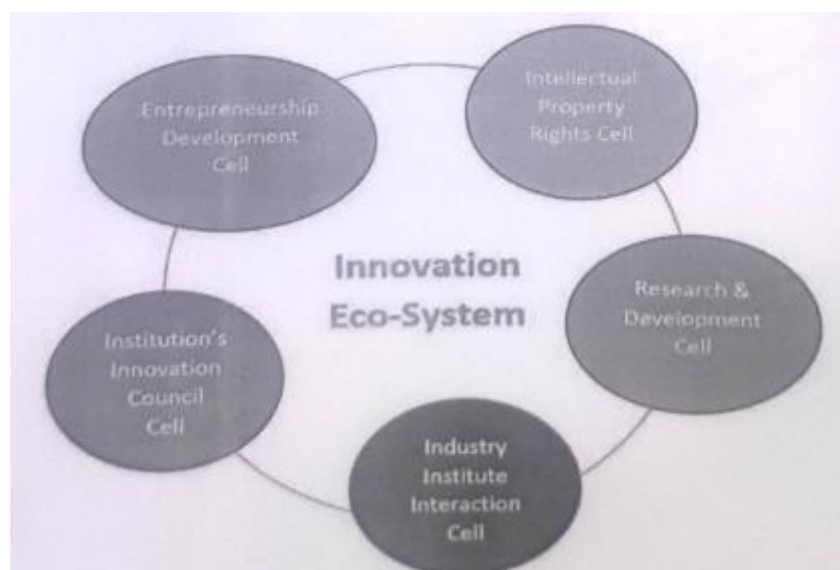 Entrepreneurship
Development
Cell
Intellectual
Property
Rights Cell
Innovation
Eco-System
Research &
Development
Cell
Institution's
Innovation
Council
Cell
Industry
Institute
Interaction
Cell